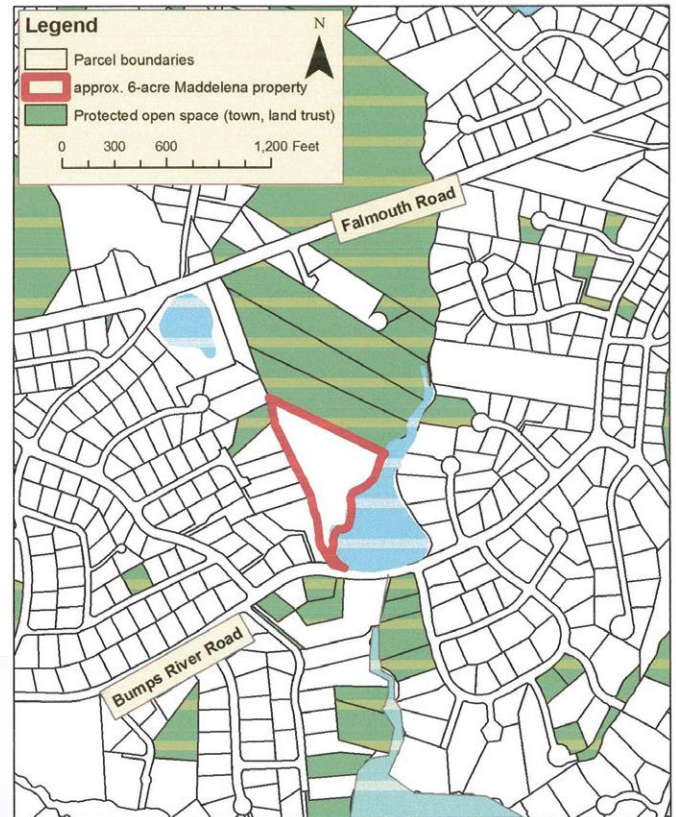 Legend
Parcel boundaries
approx. 6-acre Maddelena property
Protected open space (town, land trust)
0 300 600 1,200 Feet
N
Falmouth Road
Bumps River Road